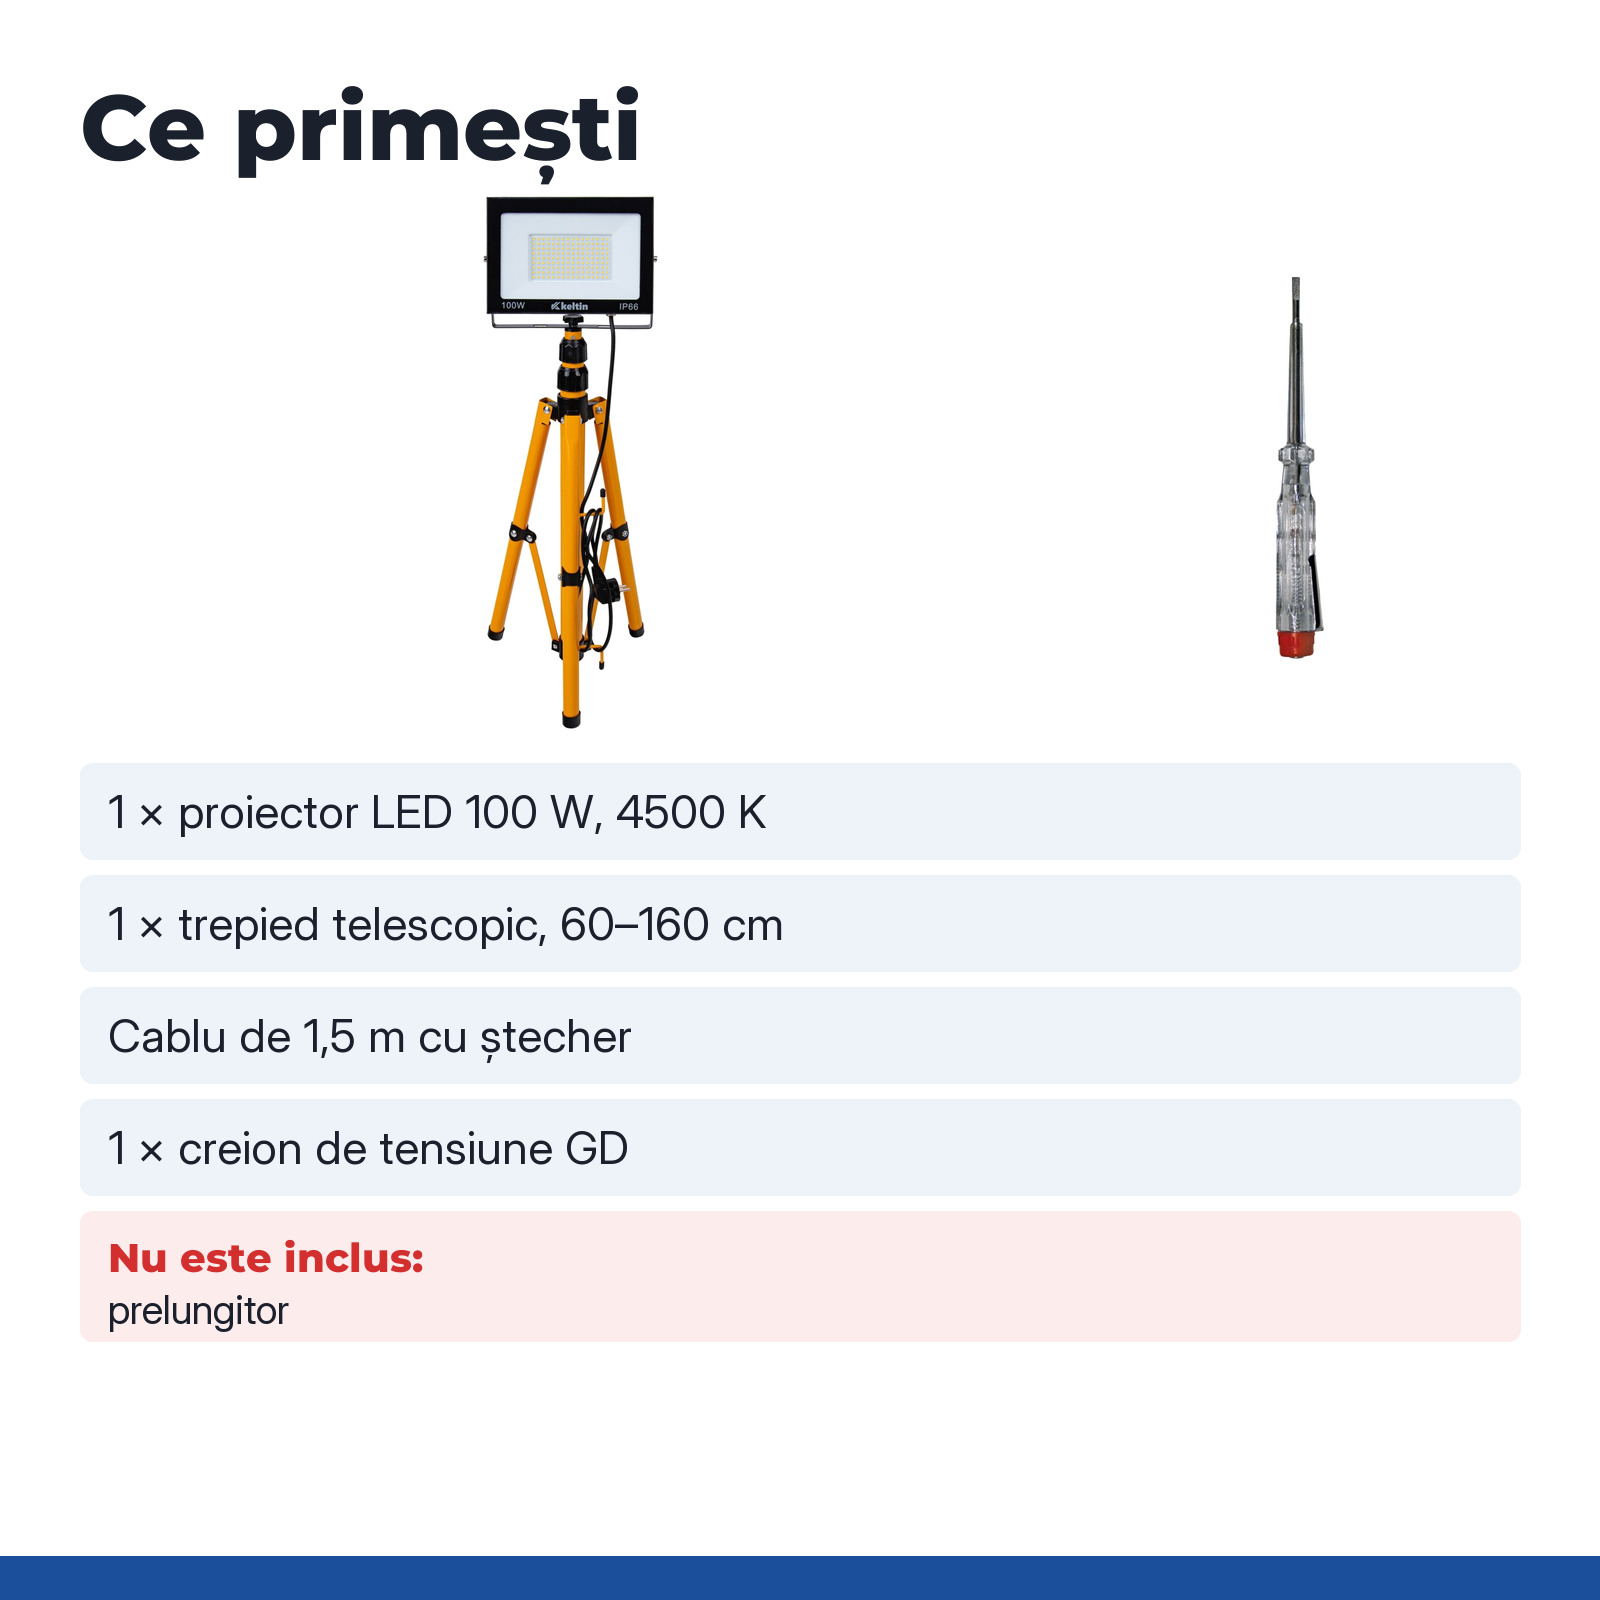 Ce primești
100W keltin IP66
1 × proiector LED 100 W, 4500 K
1 × trepied telescopic, 60–160 cm
Cablu de 1,5 m cu ștecher
1 × creion de tensiune GD
Nu este inclus:
prelungitor